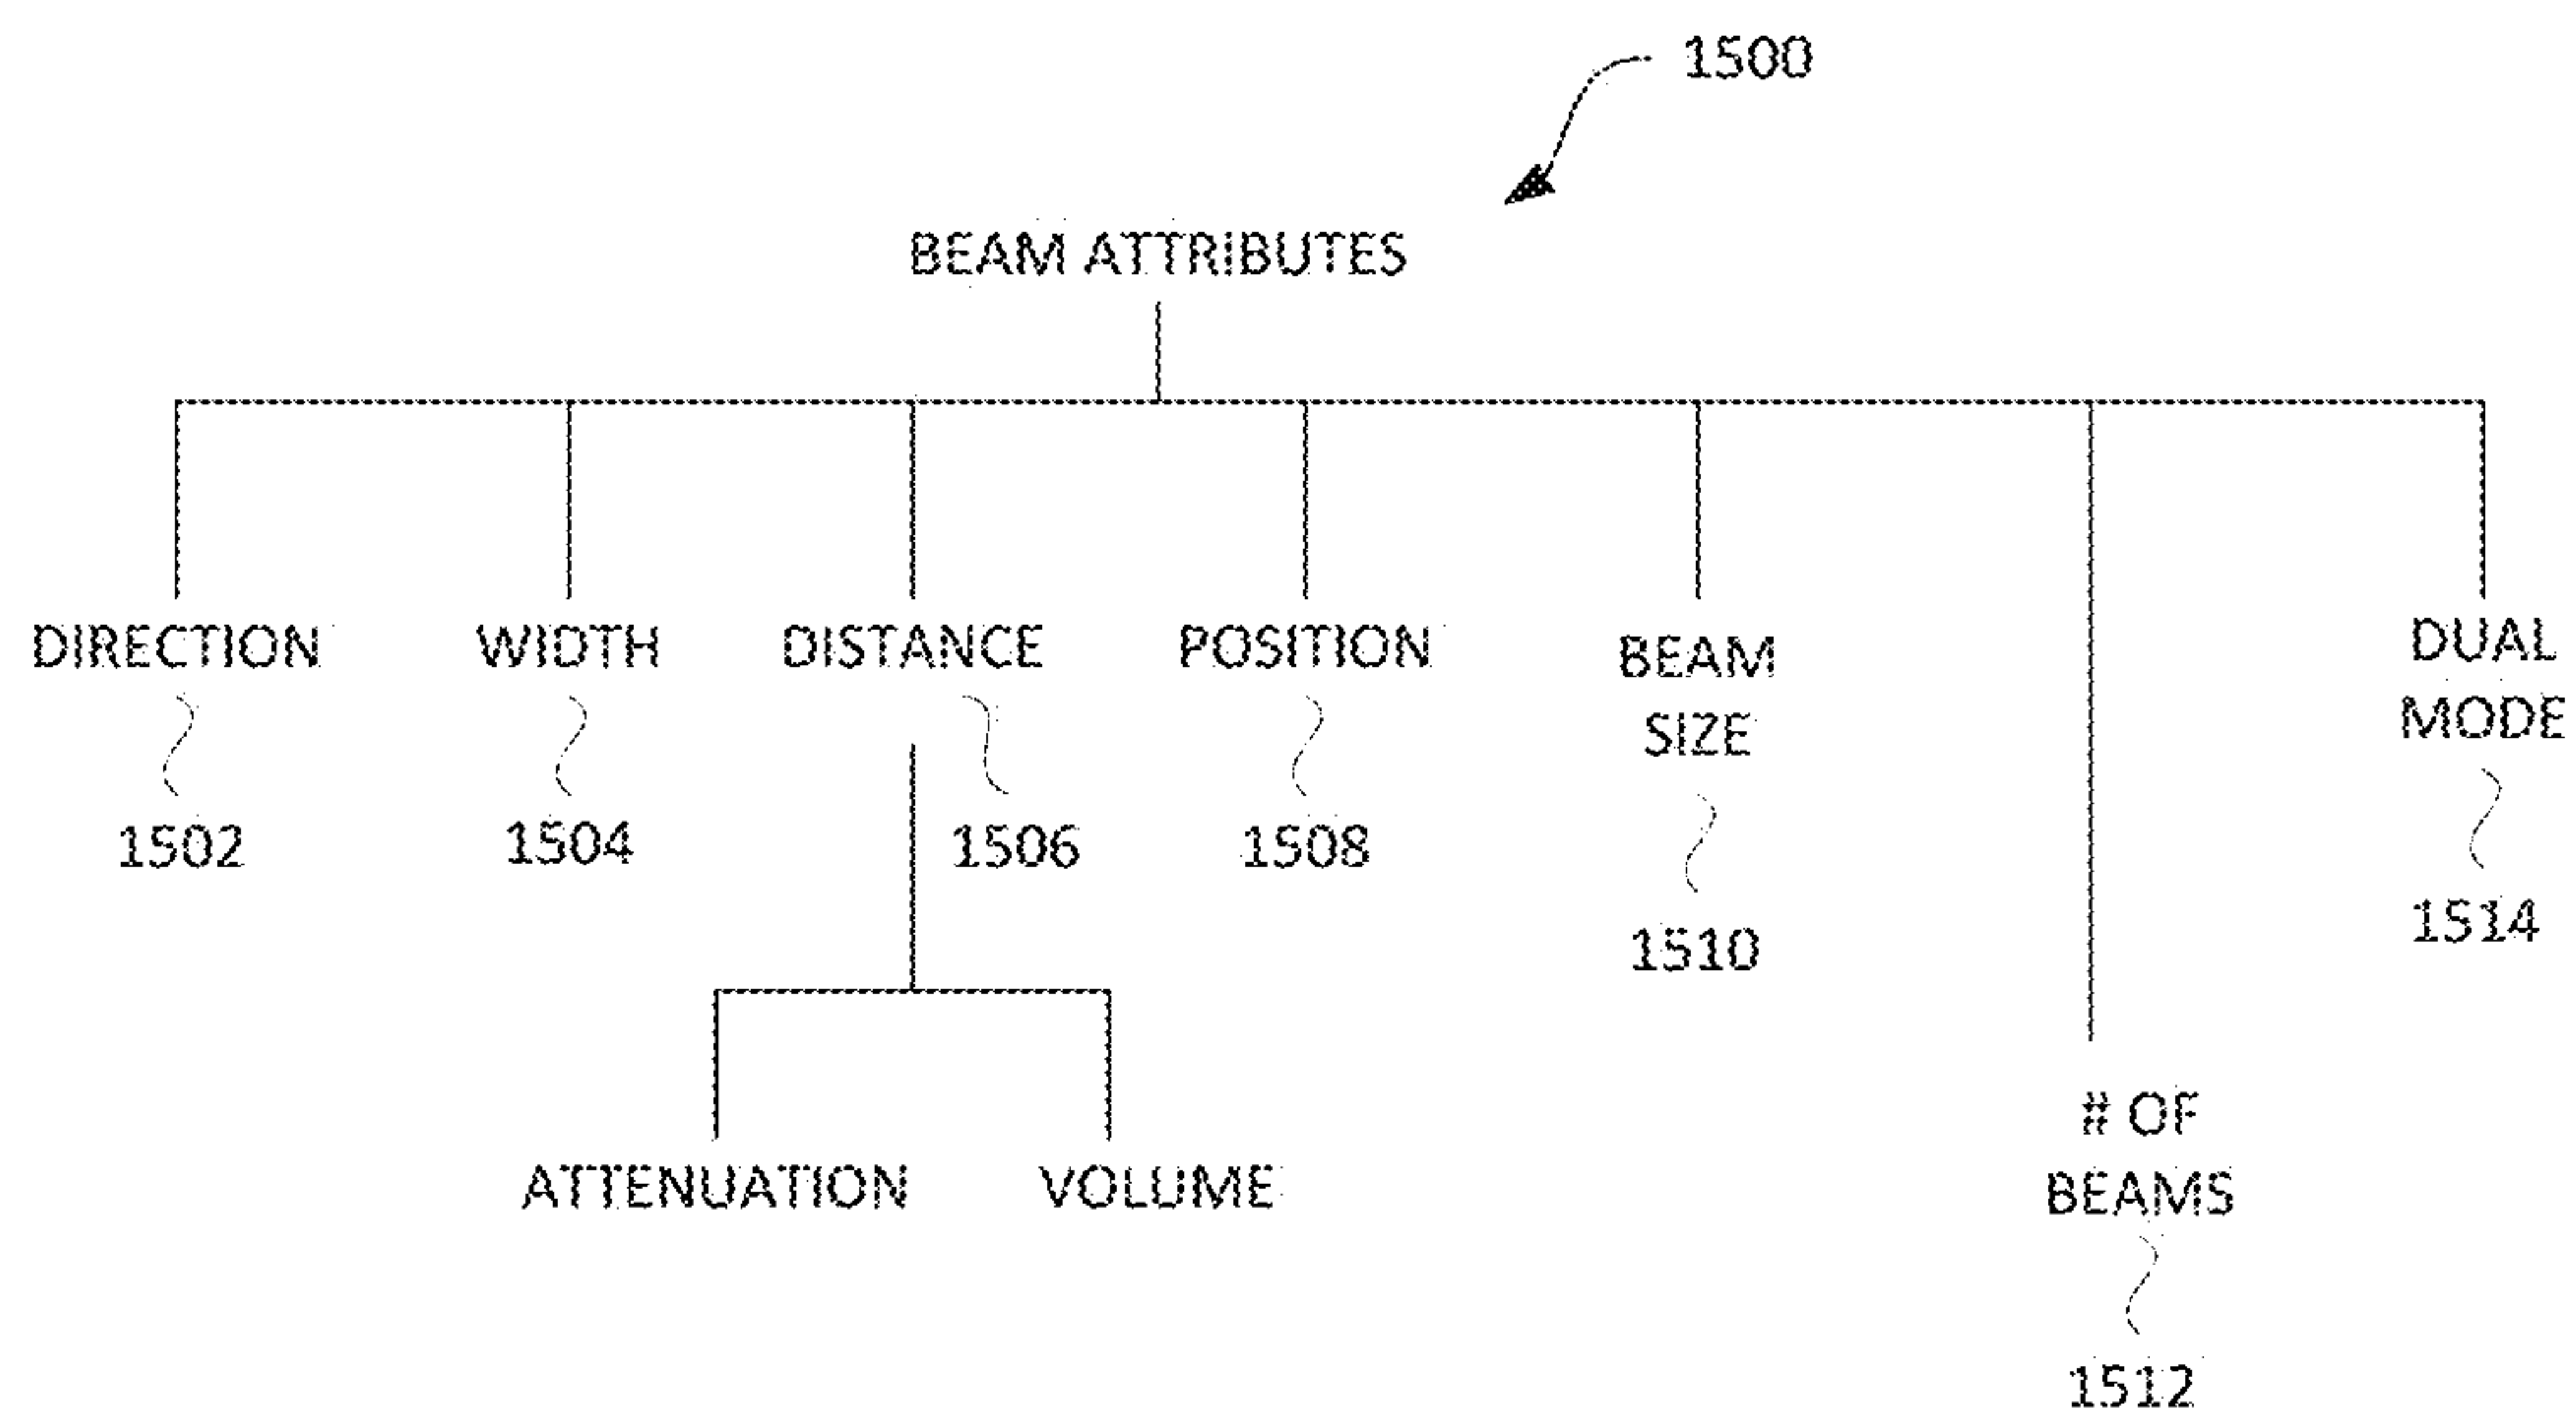 1500
BEAM ATTRIBUTES
DIRECTION
1502
WIDTH
1504
DISTANCE
1506
ATTENUATION
VOLUME
POSITION
1508
BEAM
SIZE
1510
# OF
BEAMS
1512
DUAL
MODE
1514